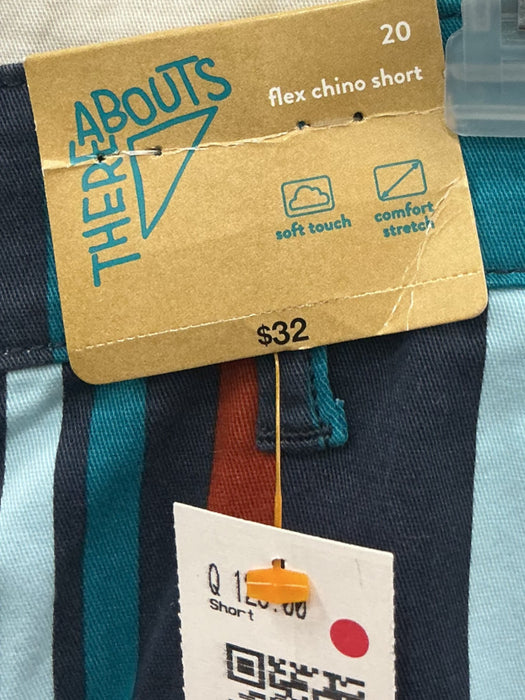 20
flex chino short
THEREABOUTS
soft touch
comfort
stretch
$32
Q
Short